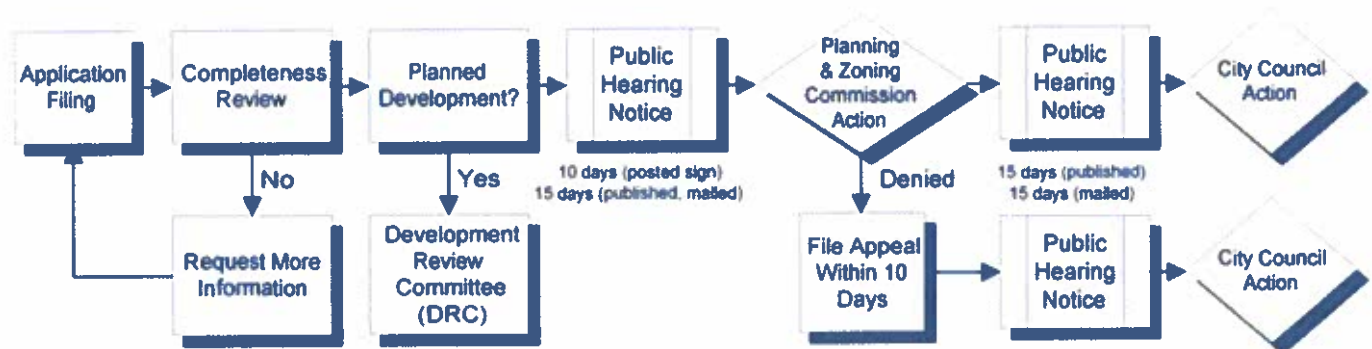 Application
Filing
Completeness
Review
Planned
Development?
Public
Hearing
Notice
10 days (posted sign)
15 days (published, mailed)
Planning
& Zoning
Commission
Action
Public
Hearing
Notice
15 days (published)
15 days (mailed)
City Council
Action
No
Yes
Denied
Request More
Information
Development
Review
Committee
(DRC)
File Appeal
Within 10
Days
Public
Hearing
Notice
City Council
Action